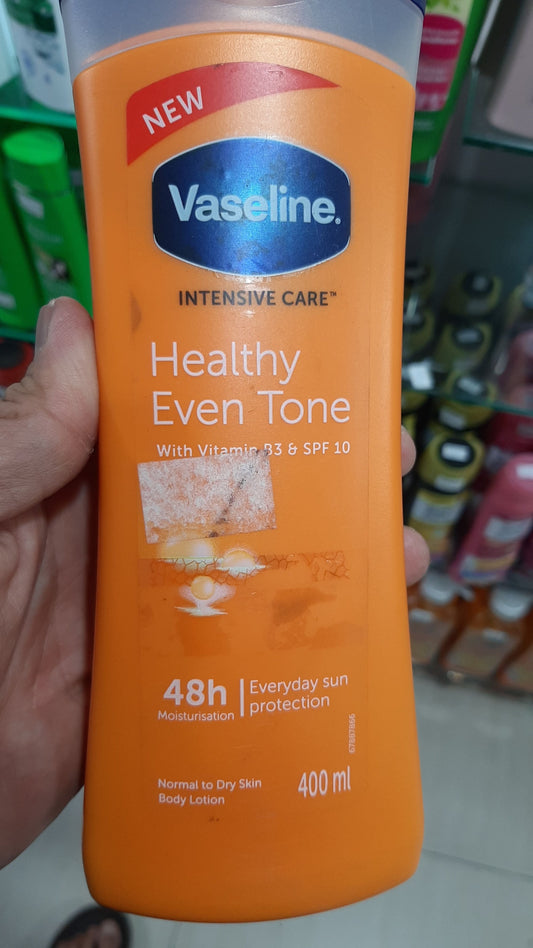 NEW
Vaseline.
INTENSIVE CARE™
Healthy
Even Tone
With Vitamin B3 & SPF 10
48h
Moisturisation
Everyday sun
protection
67887866
Normal to Dry Skin
Body Lotion
400 ml